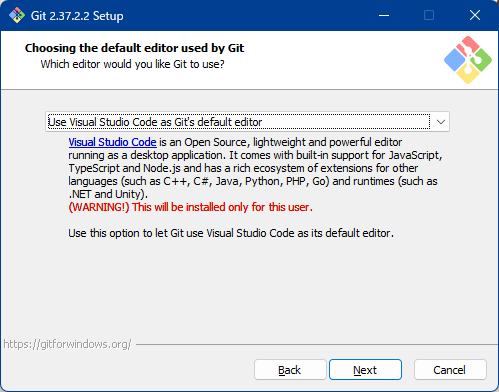 Git 2.37.2.2 Setup
Choosing the default editor used by Git
Which editor would you like Git to use?
Use Visual Studio Code as Git's default editor
Visual Studio Code is an Open Source, lightweight and powerful editor
running as a desktop application. It comes with built-in support for JavaScript,
TypeScript and Node.js and has a rich ecosystem of extensions for other
languages (such as C++, C#, Java, Python, PHP, Go) and runtimes (such as
.NET and Unity).
(WARNING!) This will be installed only for this user.
Use this option to let Git use Visual Studio Code as its default editor.
https://gitforwindows.org/
Back Next Cancel